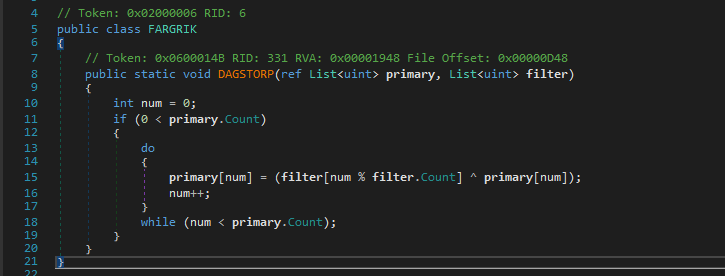 4 // Token: 0x02000006 RID: 6
5 public class FARGRIK
6 {
7 // Token: 0x0600014B RID: 331 RVA: 0x00001948 File Offset: 0x00000D48
8 public static void DAGSTORP(ref List<uint> primary, List<uint> filter)
9 {
10 int num = 0;
11 if (0 < primary.Count)
12 {
13 do
14 {
15 primary[num] = (filter[num % filter.Count] ^ primary[num]);
16 num++;
17 }
18 while (num < primary.Count);
19 }
20 }
21 }
22